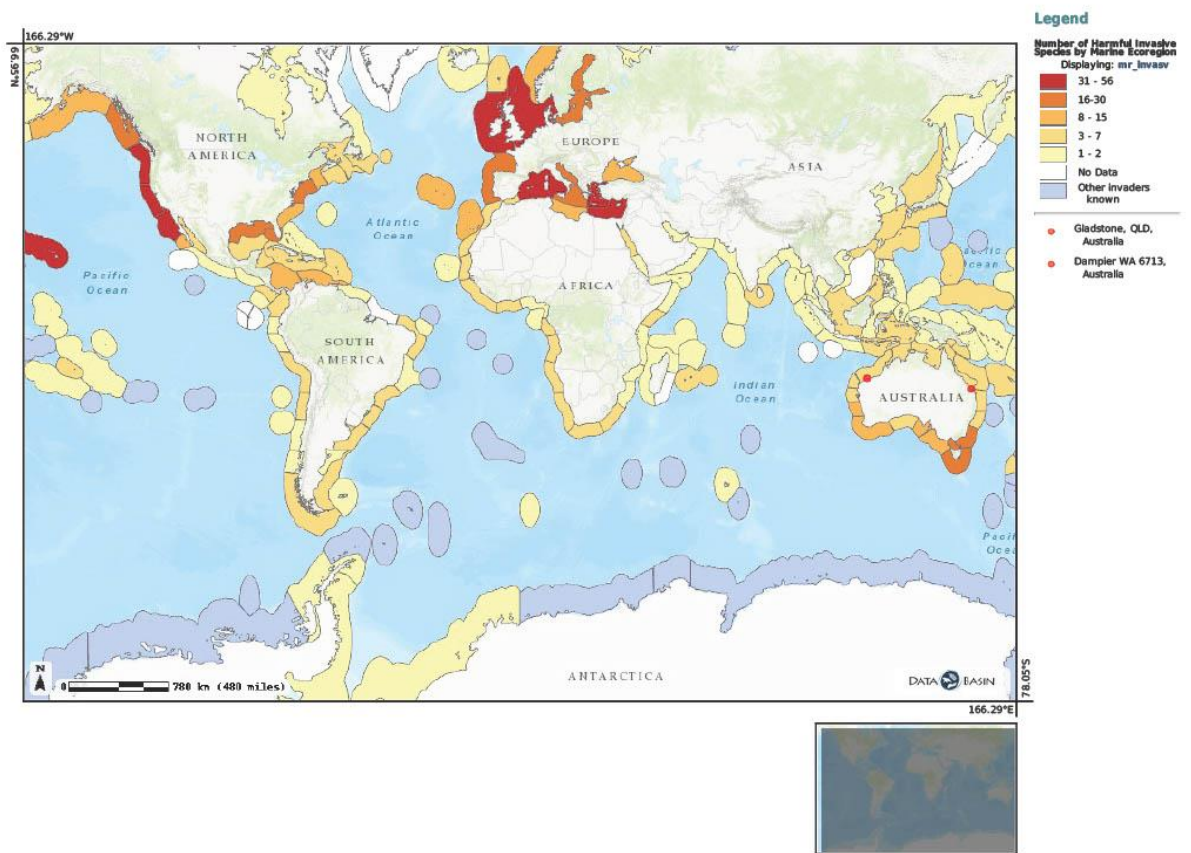 166.29°W
66.95°N
NORTH
AMERICA
EUROPE
ASIA
Atlantic
Ocean
Pacific
Ocean
AFRICA
SOUTH
AMERICA
Indian
Ocean
AUSTRALIA
ANTARCTICA
N
0 780 km (480 miles)
DATA BASIN
78.05°S
166.29°E
Legend
Number of Harmful Invasive
Species by Marine Ecoregion
Displaying: mr_invasv
31 - 56
16-30
8 - 15
3 - 7
1 - 2
No Data
Other invaders
known
Gladstone, QLD,
Australia
Dampier WA 6713,
Australia